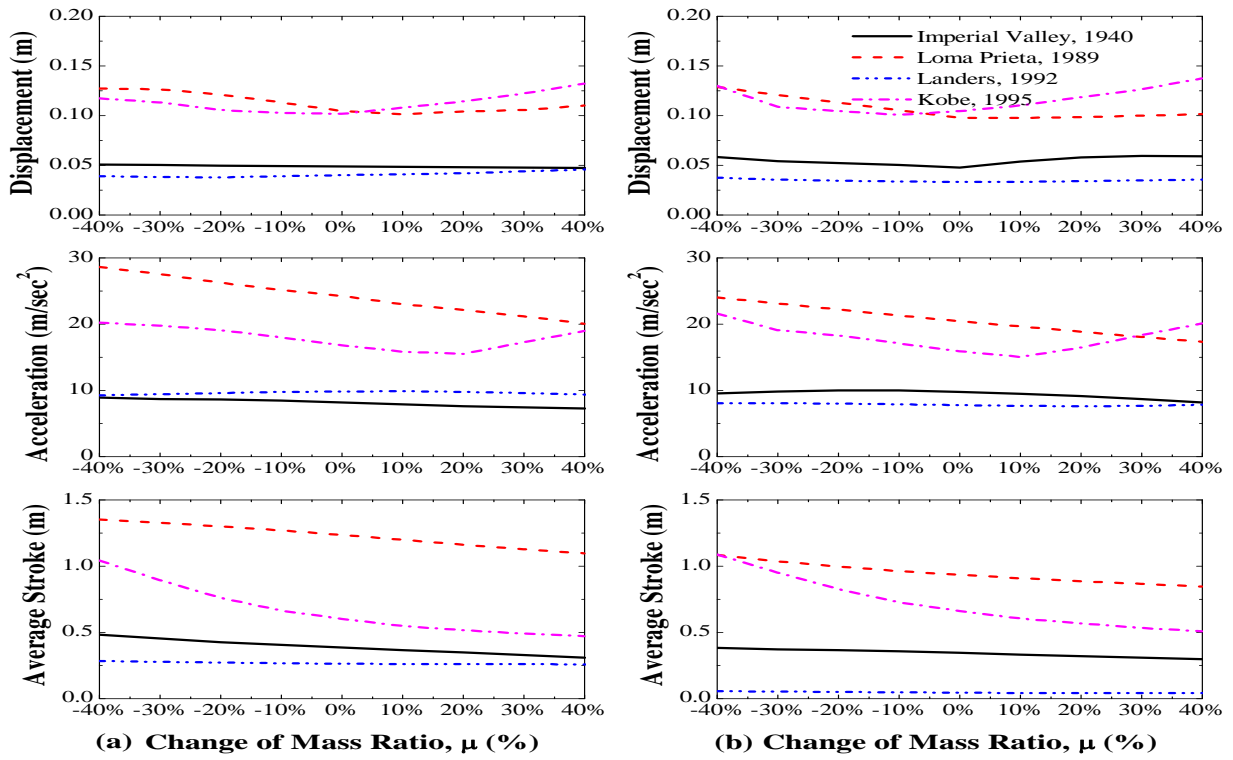 0.20
0.15
0.10
0.05
0.00
Displacement (m)
-40% -30% -20% -10% 0% 10% 20% 30% 40%
0.20
0.15
0.10
0.05
0.00
Displacement (m)
Imperial Valley, 1940
Loma Prieta, 1989
Landers, 1992
Kobe, 1995
-40% -30% -20% -10% 0% 10% 20% 30% 40%
30
20
10
0
Acceleration (m/sec²)
-40% -30% -20% -10% 0% 10% 20% 30% 40%
30
20
10
0
Acceleration (m/sec²)
-40% -30% -20% -10% 0% 10% 20% 30% 40%
1.5
1.0
0.5
0.0
Average Stroke (m)
-40% -30% -20% -10% 0% 10% 20% 30% 40%
(a) Change of Mass Ratio, μ (%)
1.5
1.0
0.5
0.0
Average Stroke (m)
-40% -30% -20% -10% 0% 10% 20% 30% 40%
(b) Change of Mass Ratio, μ (%)